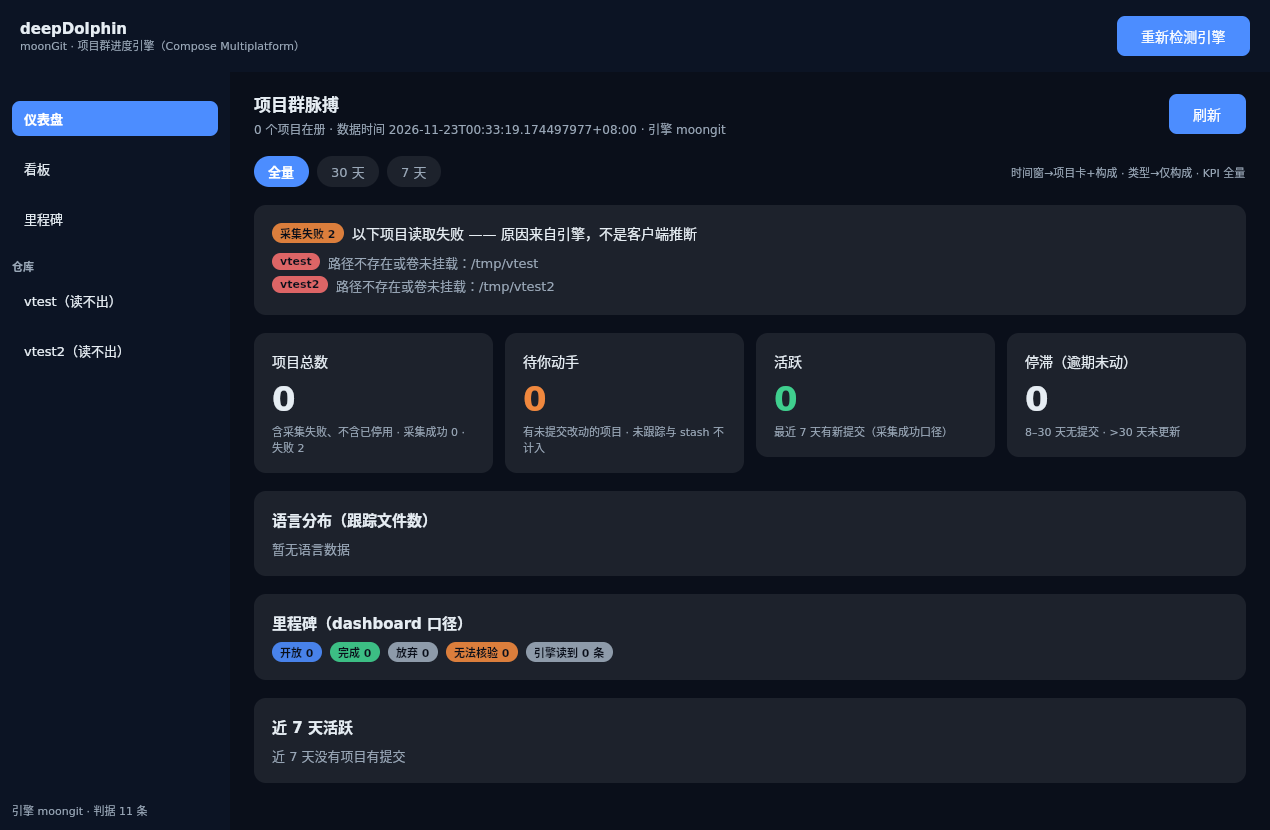 deepDolphin
moonGit · 项目群进度引擎（Compose Multiplatform）
重新检测引擎
仪表盘
看板
里程碑
仓库
vtest（读不出）
vtest2（读不出）
引擎 moongit · 判据 11 条
项目群脉搏
0 个项目在册 · 数据时间 2026-11-23T00:33:19.174497977+08:00 · 引擎 moongit
刷新
全量 30 天 7 天
时间窗→项目卡+构成 · 类型→仅构成 · KPI 全量
采集失败 2 以下项目读取失败 —— 原因来自引擎，不是客户端推断
vtest 路径不存在或卷未挂载：/tmp/vtest
vtest2 路径不存在或卷未挂载：/tmp/vtest2
项目总数
0
含采集失败、不含已停用 · 采集成功 0 ·
失败 2
待你动手
0
有未提交改动的项目 · 未跟踪与 stash 不
计入
活跃
0
最近 7 天有新提交（采集成功口径）
停滞（逾期未动）
0
8–30 天无提交 · >30 天未更新
语言分布（跟踪文件数）
暂无语言数据
里程碑（dashboard 口径）
开放 0 完成 0 放弃 0 无法核验 0 引擎读到 0 条
近 7 天活跃
近 7 天没有项目有提交